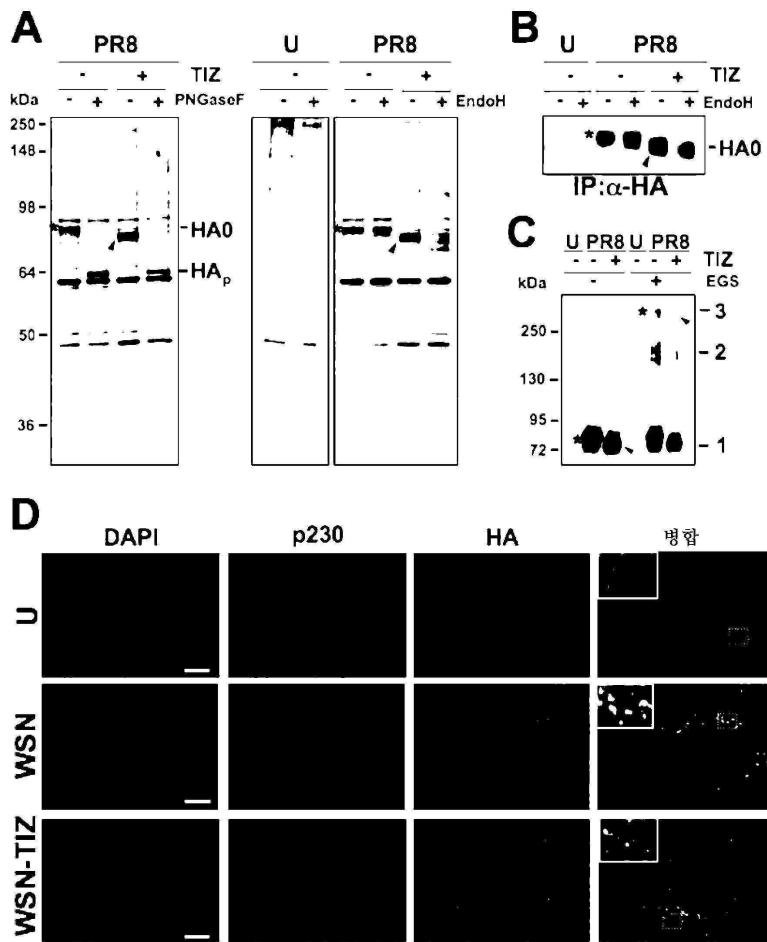 A
PR8
U
PR8
- + TIZ
- + - + PNGaseF
- +
- + - + - + EndoH
kDa
250
148
98
64
50
36
*
-HA0
-HAp
*
B
U PR8
- - + TIZ
- + - + - + EndoH
*
-HA0
IP:α-HA
C
U PR8 U PR8
- - + - - + TIZ
kDa - + EGS
250
130
95
72
* - 3
- 2
* - 1
D
DAPI p230 HA 병합
U
WSN
WSN-TIZ